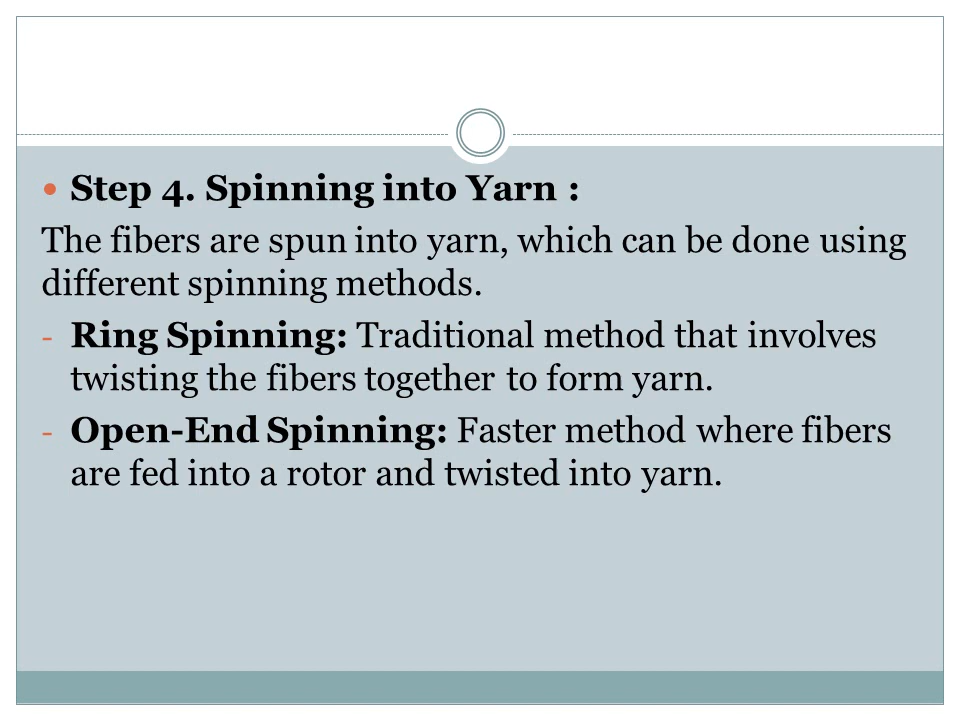 • Step 4. Spinning into Yarn :
The fibers are spun into yarn, which can be done using
different spinning methods.
- Ring Spinning: Traditional method that involves
twisting the fibers together to form yarn.
- Open-End Spinning: Faster method where fibers
are fed into a rotor and twisted into yarn.